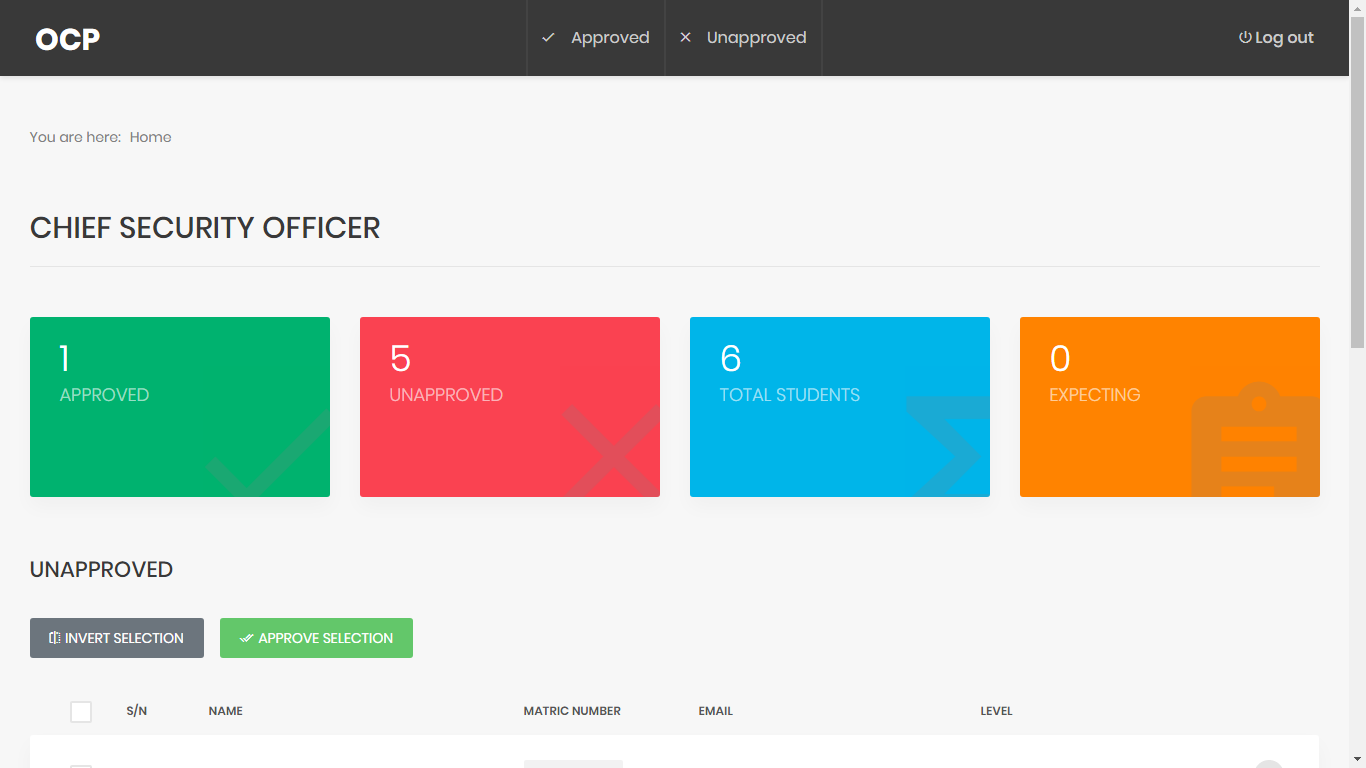 OCP
Approved
Unapproved
Log out
You are here: Home
CHIEF SECURITY OFFICER
1
APPROVED
5
UNAPPROVED
6
TOTAL STUDENTS
0
EXPECTING
UNAPPROVED
INVERT SELECTION
APPROVE SELECTION
S/N NAME MATRIC NUMBER EMAIL LEVEL